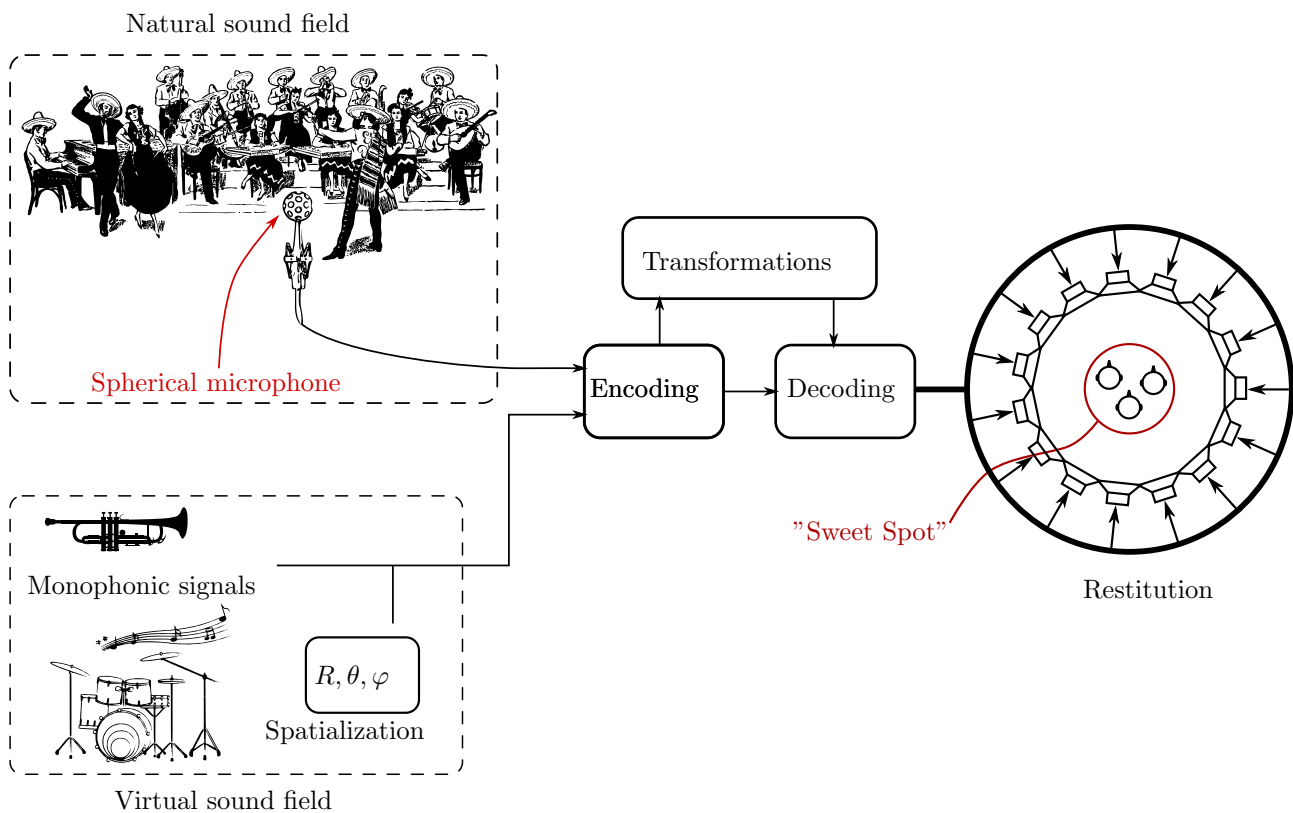 Natural sound field
Spherical microphone
Transformations
Encoding
Decoding
”Sweet Spot”
Restitution
Monophonic signals
R, θ, φ
Spatialization
Virtual sound field